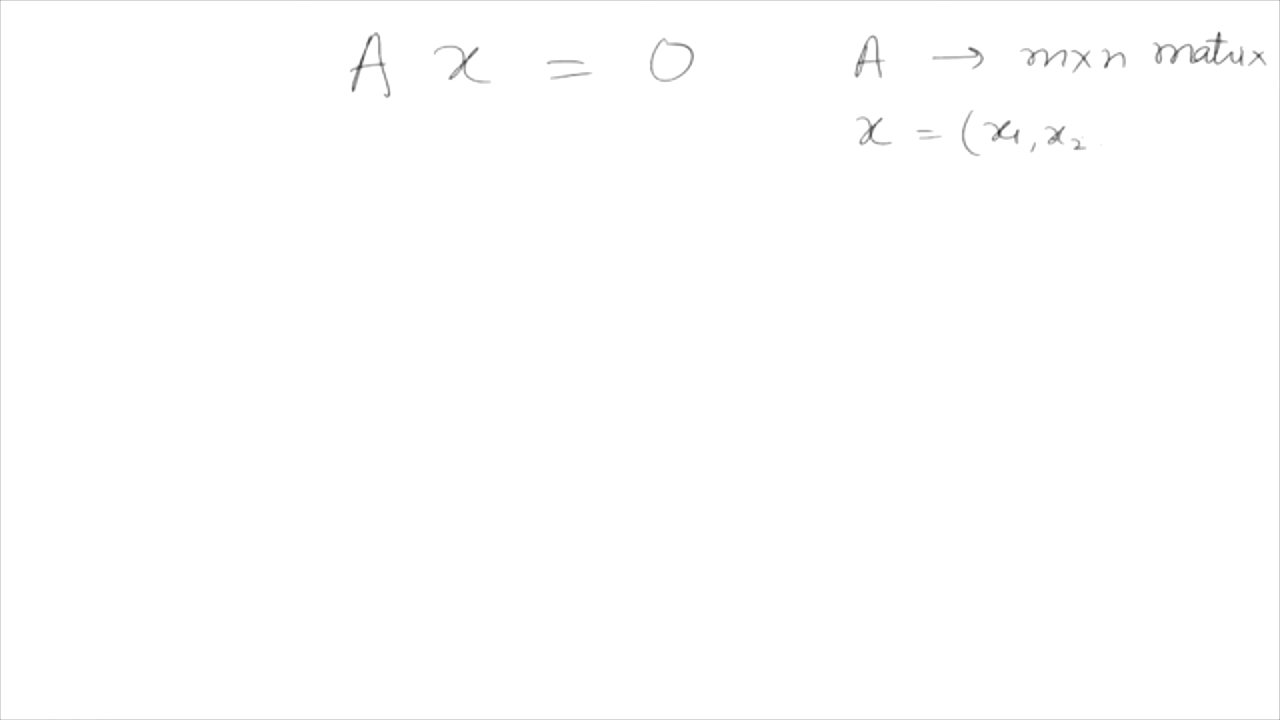 A x = 0 A → m×n matrix
x = (x1, x2